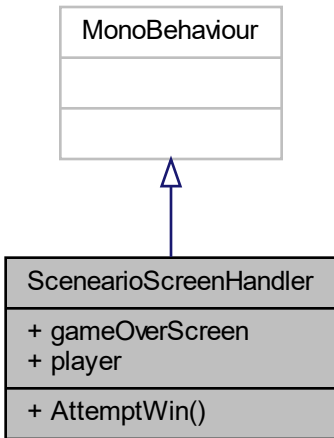 MonoBehaviour
ScenearioScreenHandler
+ gameOverScreen
+ player
+ AttemptWin()